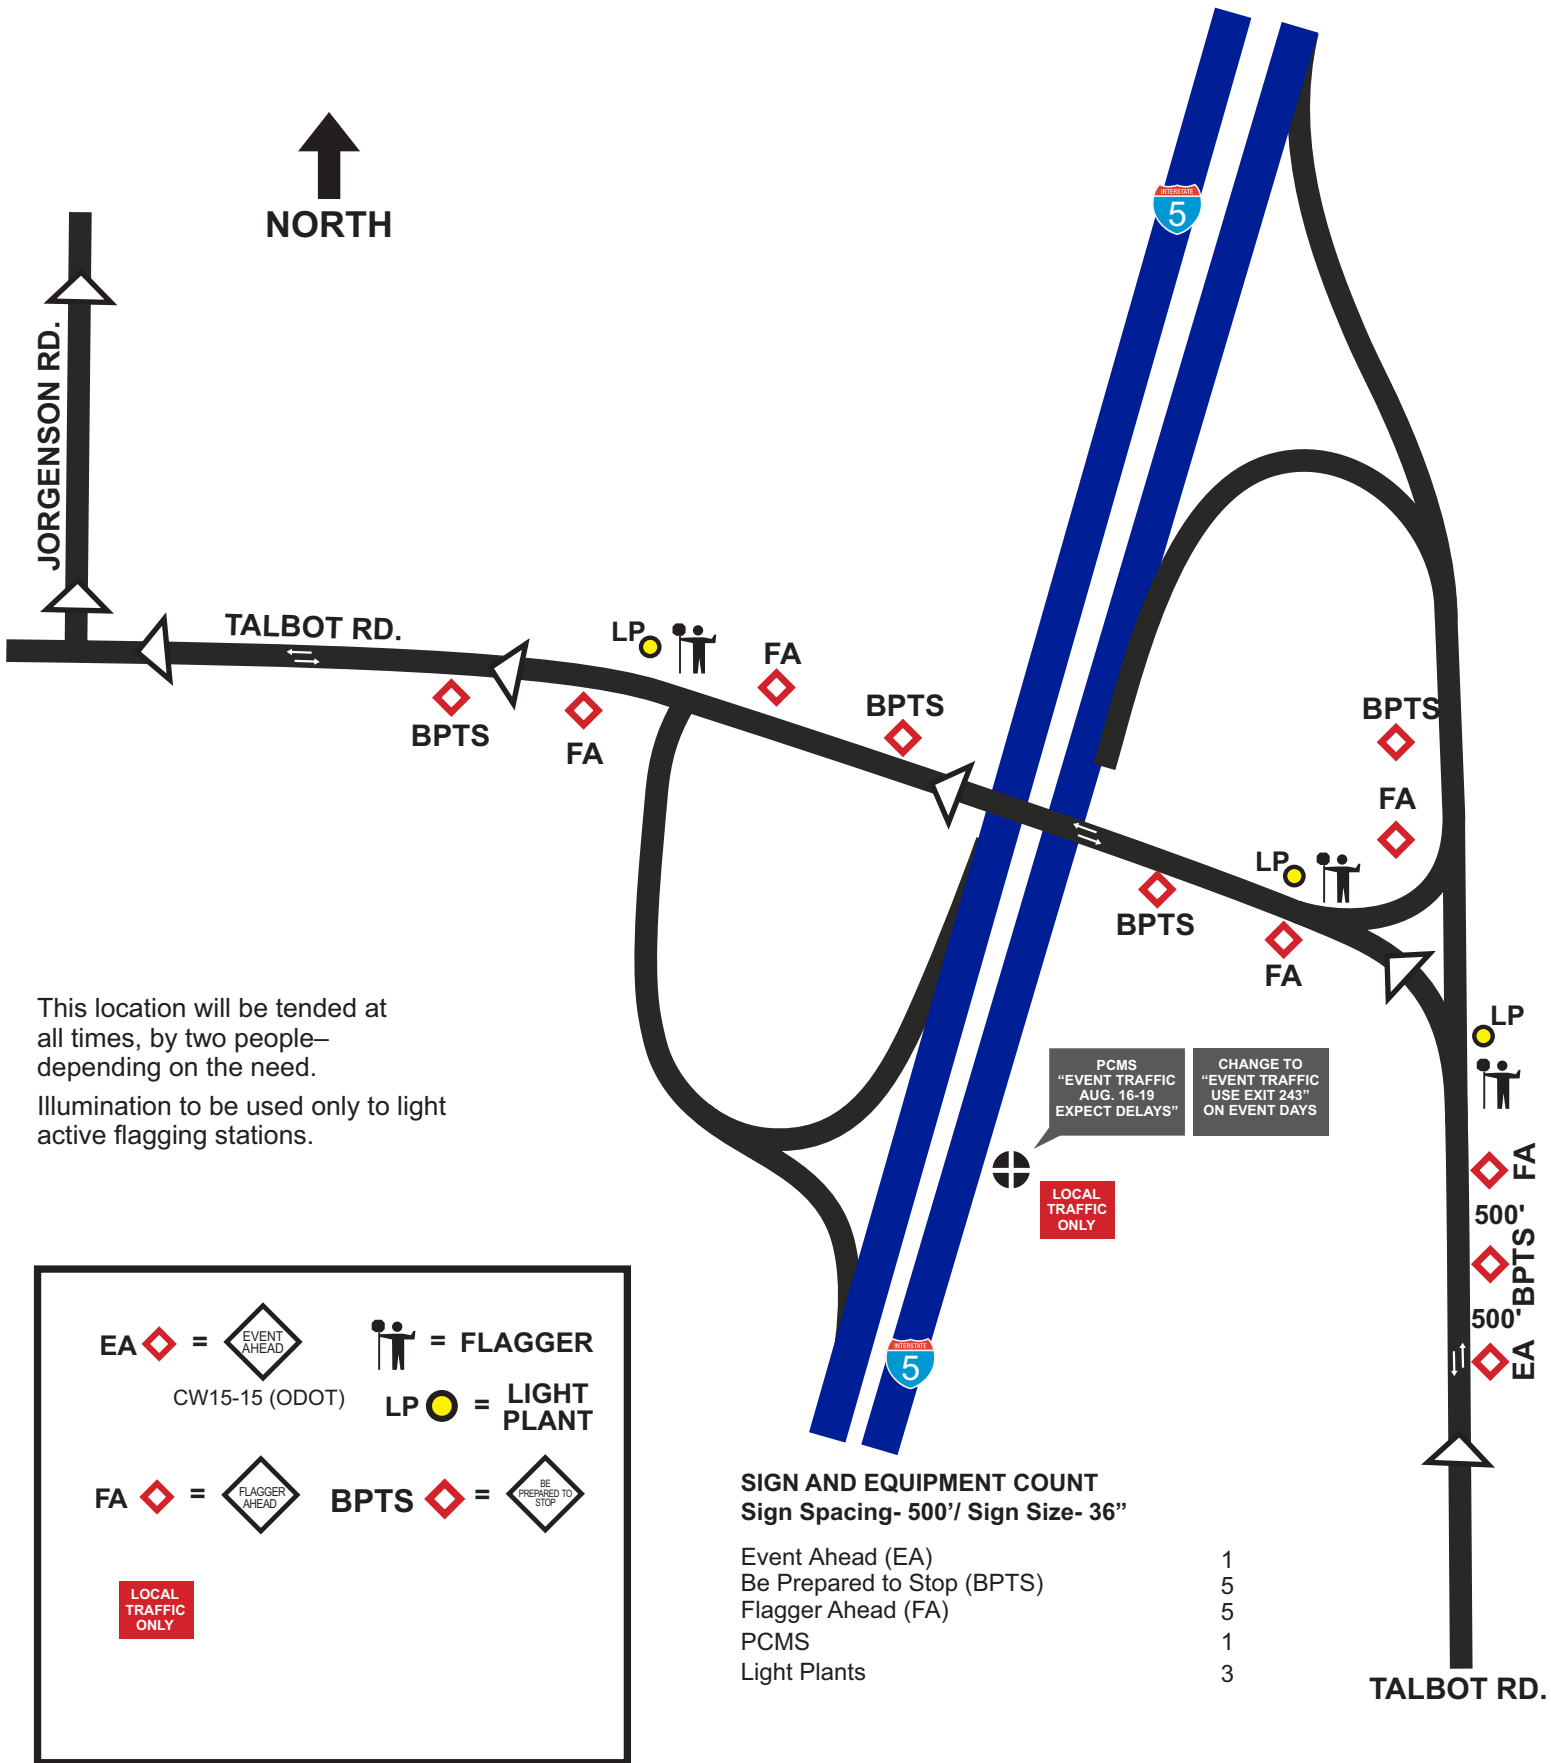 INTERSTATE
5
NORTH
JORGENSON RD.
TALBOT RD.
LP
FA
BPTS
BPTS
FA
BPTS
FA
LP
BPTS
FA
LP
FA
500'
BPTS
500'
EA
This location will be tended at
all times, by two people–
depending on the need.
Illumination to be used only to light
active flagging stations.
PCMS
“EVENT TRAFFIC
AUG. 16-19
EXPECT DELAYS”
CHANGE TO
“EVENT TRAFFIC
USE EXIT 243”
ON EVENT DAYS
LOCAL
TRAFFIC
ONLY
INTERSTATE
5
EA = EVENT
AHEAD
CW15-15 (ODOT)
= FLAGGER
LP = LIGHT
PLANT
FA = FLAGGER
AHEAD
BPTS = BE
PREPARED TO
STOP
LOCAL
TRAFFIC
ONLY
SIGN AND EQUIPMENT COUNT
Sign Spacing- 500’/ Sign Size- 36”
Event Ahead (EA) 1
Be Prepared to Stop (BPTS) 5
Flagger Ahead (FA) 5
PCMS 1
Light Plants 3
TALBOT RD.